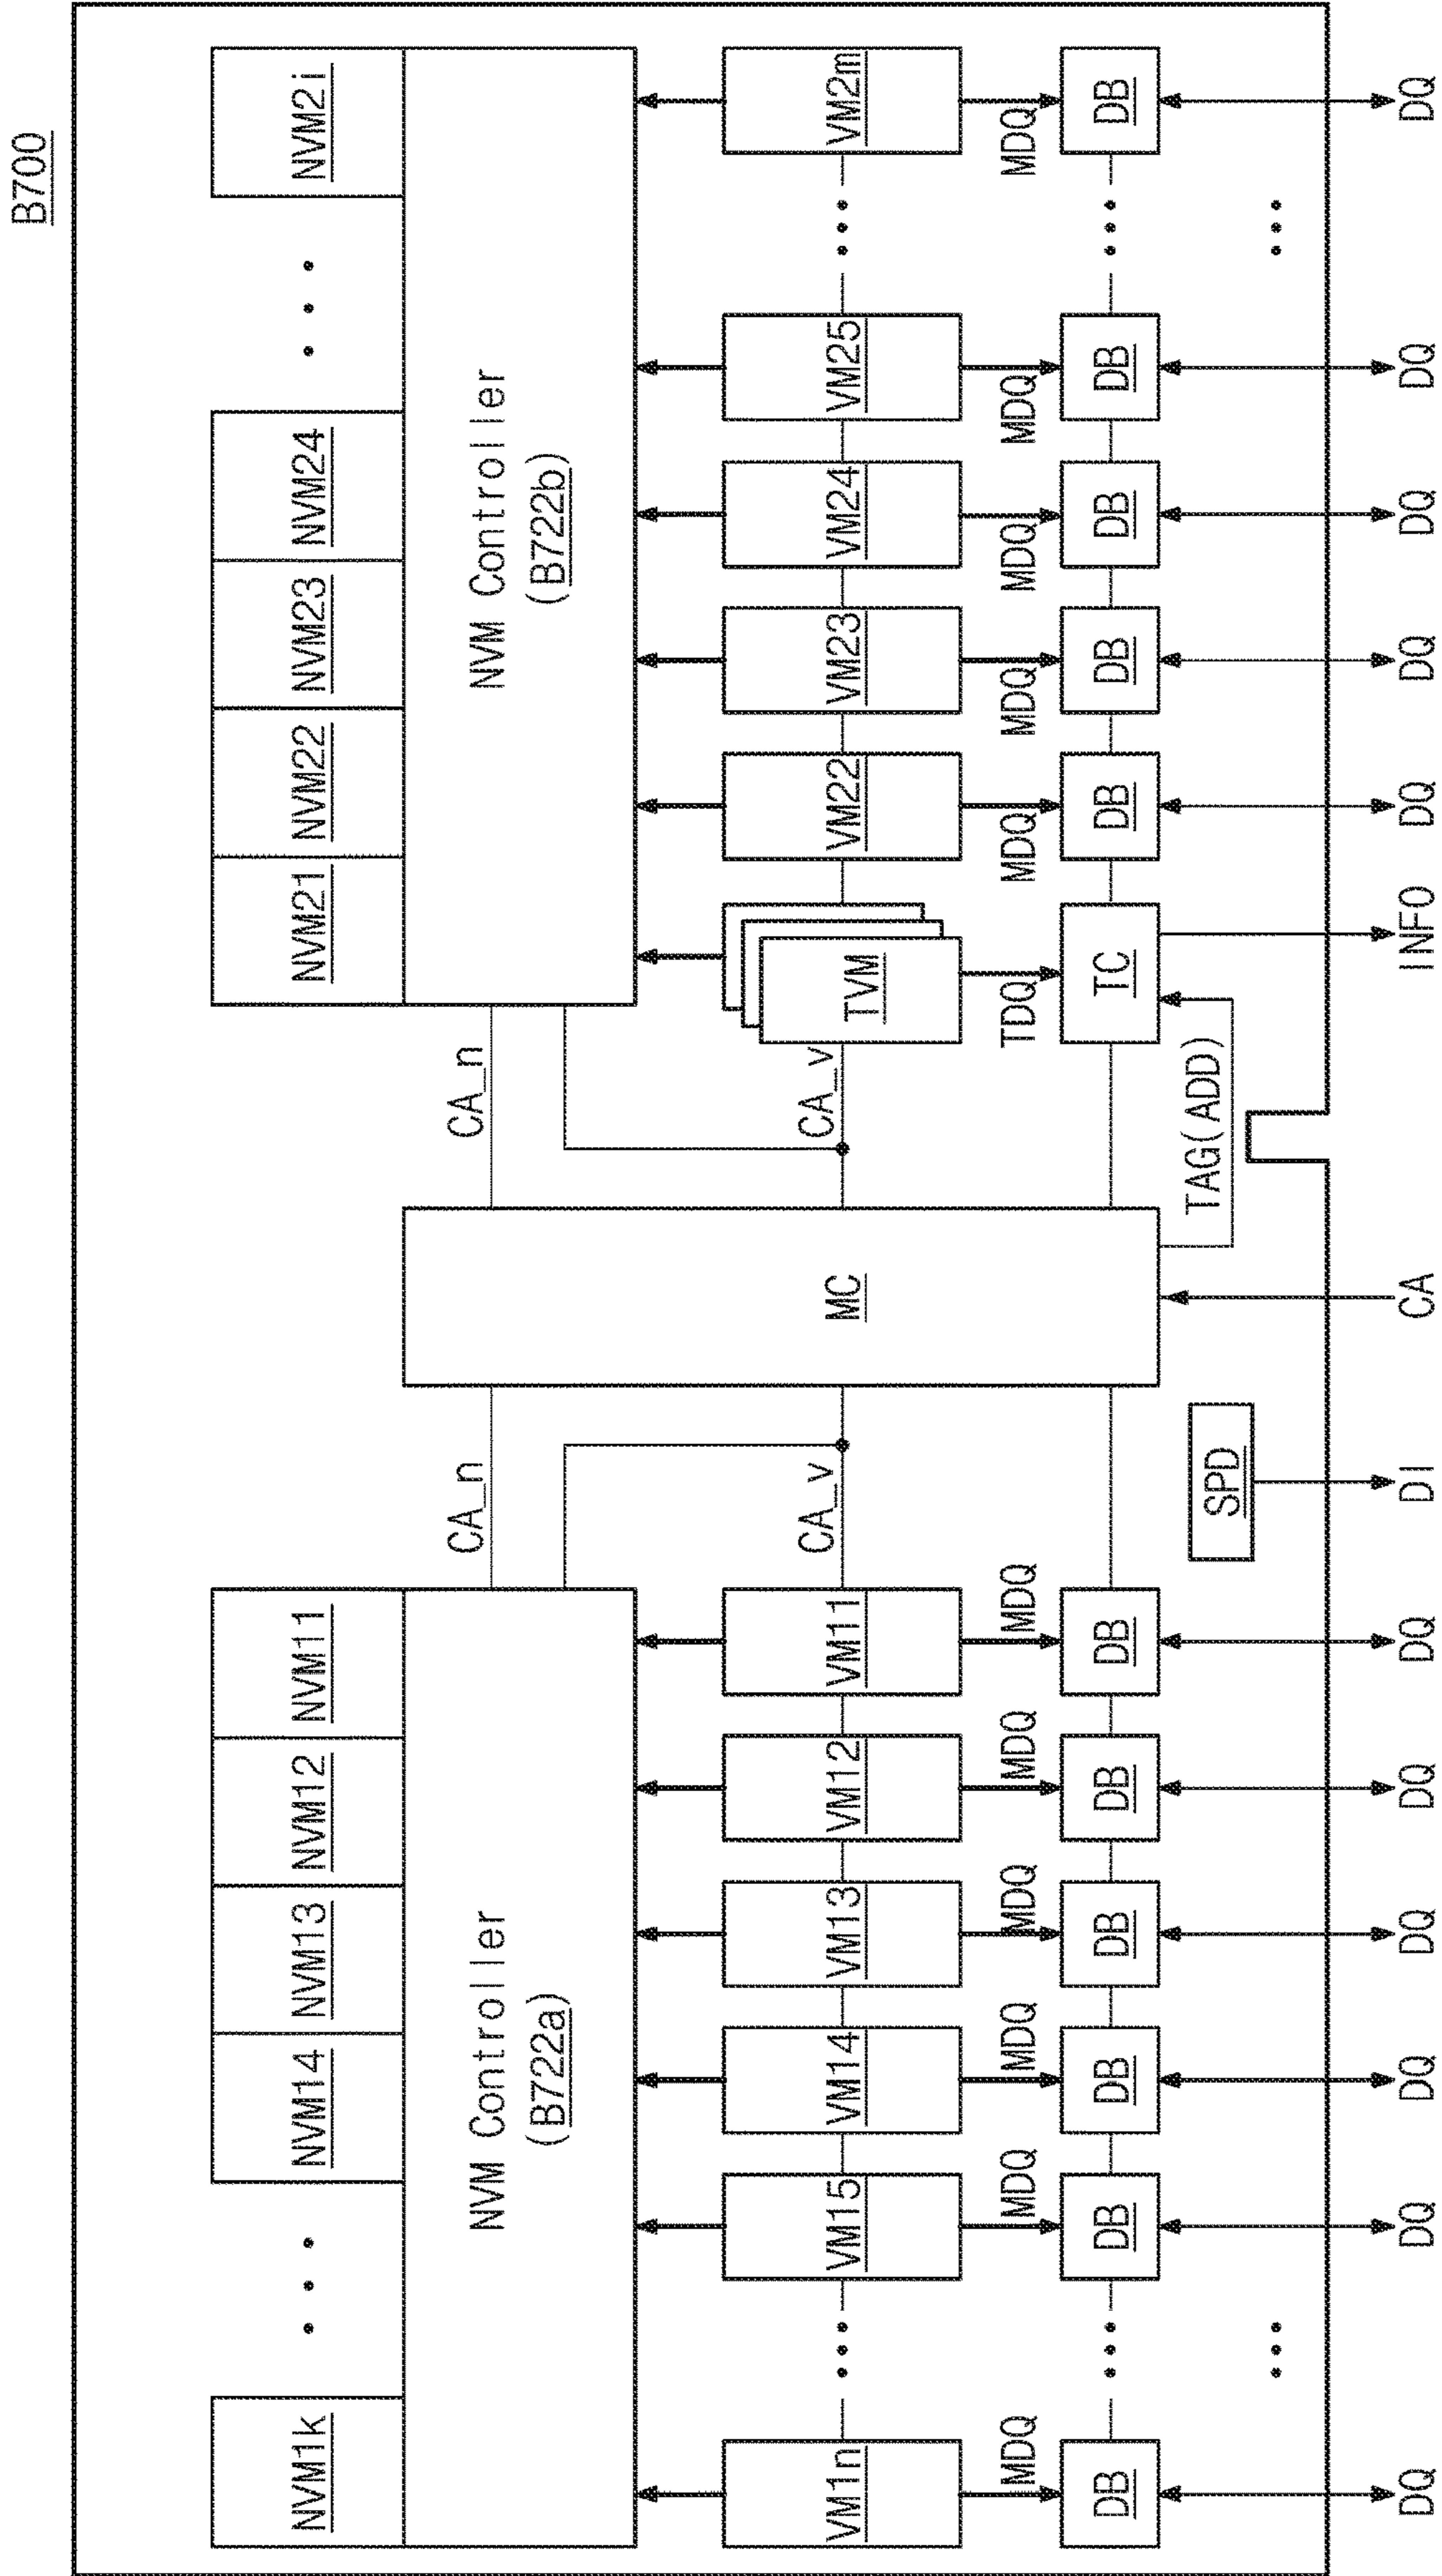 B700
NVM1k
NVM14
NVM13
NVM12
NVM11
NVM21
NVM22
NVM23
NVM24
NVM2i
NVM Controller
(B722a)
NVM Controller
(B722b)
CA_n
CA_n
CA_v
CA_v
MC
VM1n
VM15
VM14
VM13
VM12
VM11
TVM
VM22
VM23
VM24
VM25
VM2m
MDQ
MDQ
MDQ
MDQ
MDQ
MDQ
TDQ
MDQ
MDQ
MDQ
MDQ
MDQ
DB
DB
DB
DB
DB
DB
TC
DB
DB
DB
DB
DB
SPD
TAG(ADD)
DQ
DQ
DQ
DQ
DQ
DQ
DI
CA
INFO
DQ
DQ
DQ
DQ
DQ